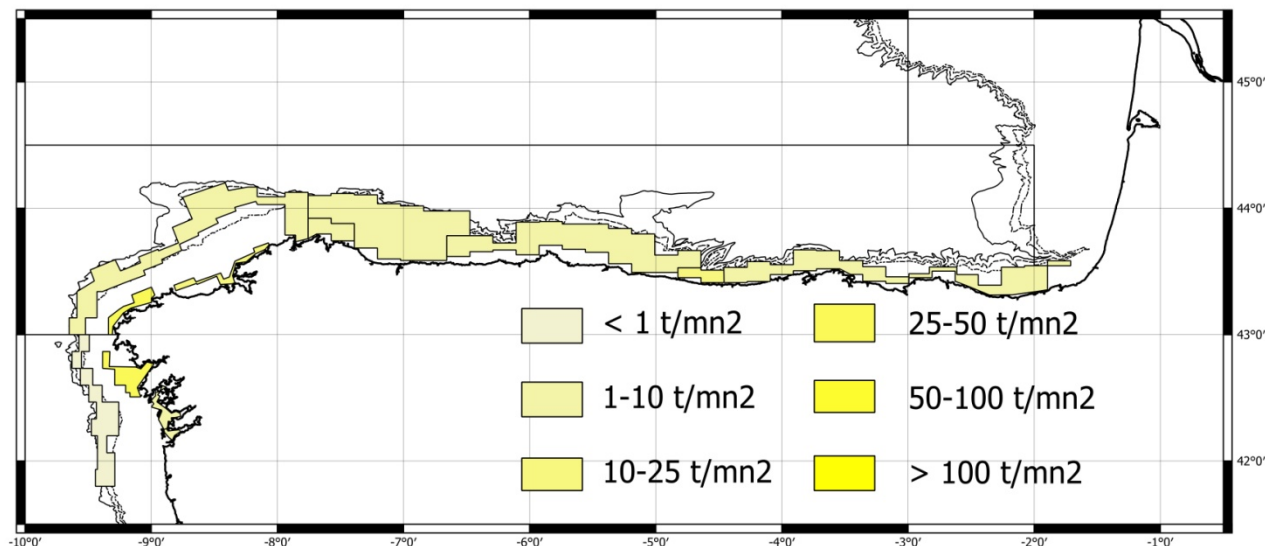 45°0'
44°0'
43°0'
42°0'
< 1 t/mn2
25-50 t/mn2
1-10 t/mn2
50-100 t/mn2
10-25 t/mn2
> 100 t/mn2
-10°0' -9°0' -8°0' -7°0' -6°0' -5°0' -4°0' -3°0' -2°0' -1°0'